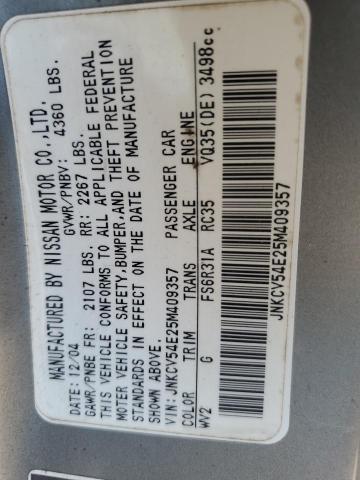 MANUFACTURED BY NISSAN MOTOR CO.,LTD.
DATE: 12/04 GVWR/PNBV: 4360 LBS.
GAWR/PNBE FR: 2107 LBS. RR: 2267 LBS.
THIS VEHICLE CONFORMS TO ALL APPLICABLE FEDERAL
MOTOR VEHICLE SAFETY,BUMPER,AND THEFT PREVENTION
STANDARDS IN EFFECT ON THE DATE OF MANUFACTURE
SHOWN ABOVE.
VIN:JNKCV54E25M409357 PASSENGER CAR
COLOR TRIM TRANS AXLE ENGINE
WV2 G FS6R31A RC35 VQ35(DE)3498cc
JNKCV54E25M409357